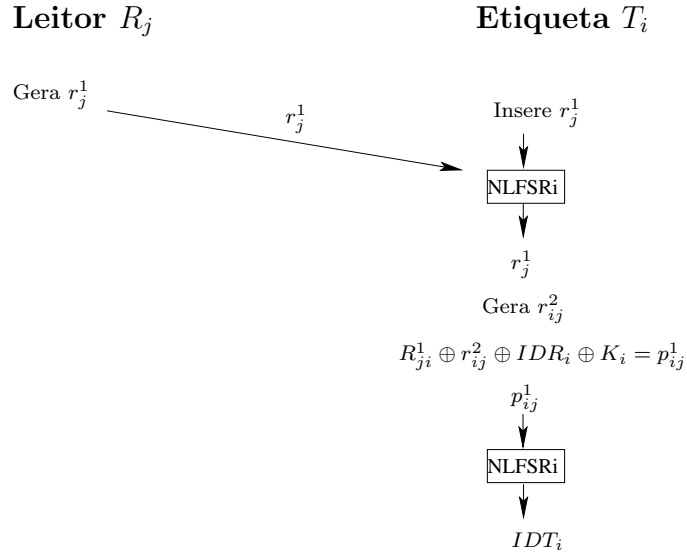 Leitor $R_j$ Etiqueta $T_i$
Gera $r_j^1$
$r_j^1$ Insere $r_j^1$
NLFSRi
$r_j^1$
Gera $r_{ij}^2$
$R_{ji}^1 \oplus r_{ij}^2 \oplus IDR_i \oplus K_i = p_{ij}^1$
$p_{ij}^1$
NLFSRi
$IDT_i$